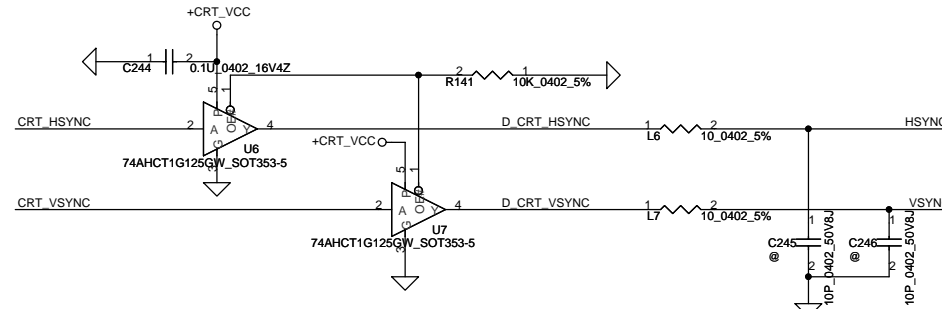 +CRT_VCC
1 2
C244 0.1U_0402_16V4Z
2 1
R141 10K_0402_5%
5 1
P OE#
CRT_HSYNC 2 A Y 4 D_CRT_HSYNC 1 2 HSYNC
G
3
U6
L6 10_0402_5%
74AHCT1G125GW_SOT353-5
+CRT_VCC
5 1
P OE#
CRT_VSYNC 2 A Y 4 D_CRT_VSYNC 1 2 VSYNC
G
3
U7
L7 10_0402_5%
74AHCT1G125GW_SOT353-5
1 1
C245
@
2
10P_0402_50V8J
C246
@
2
10P_0402_50V8J